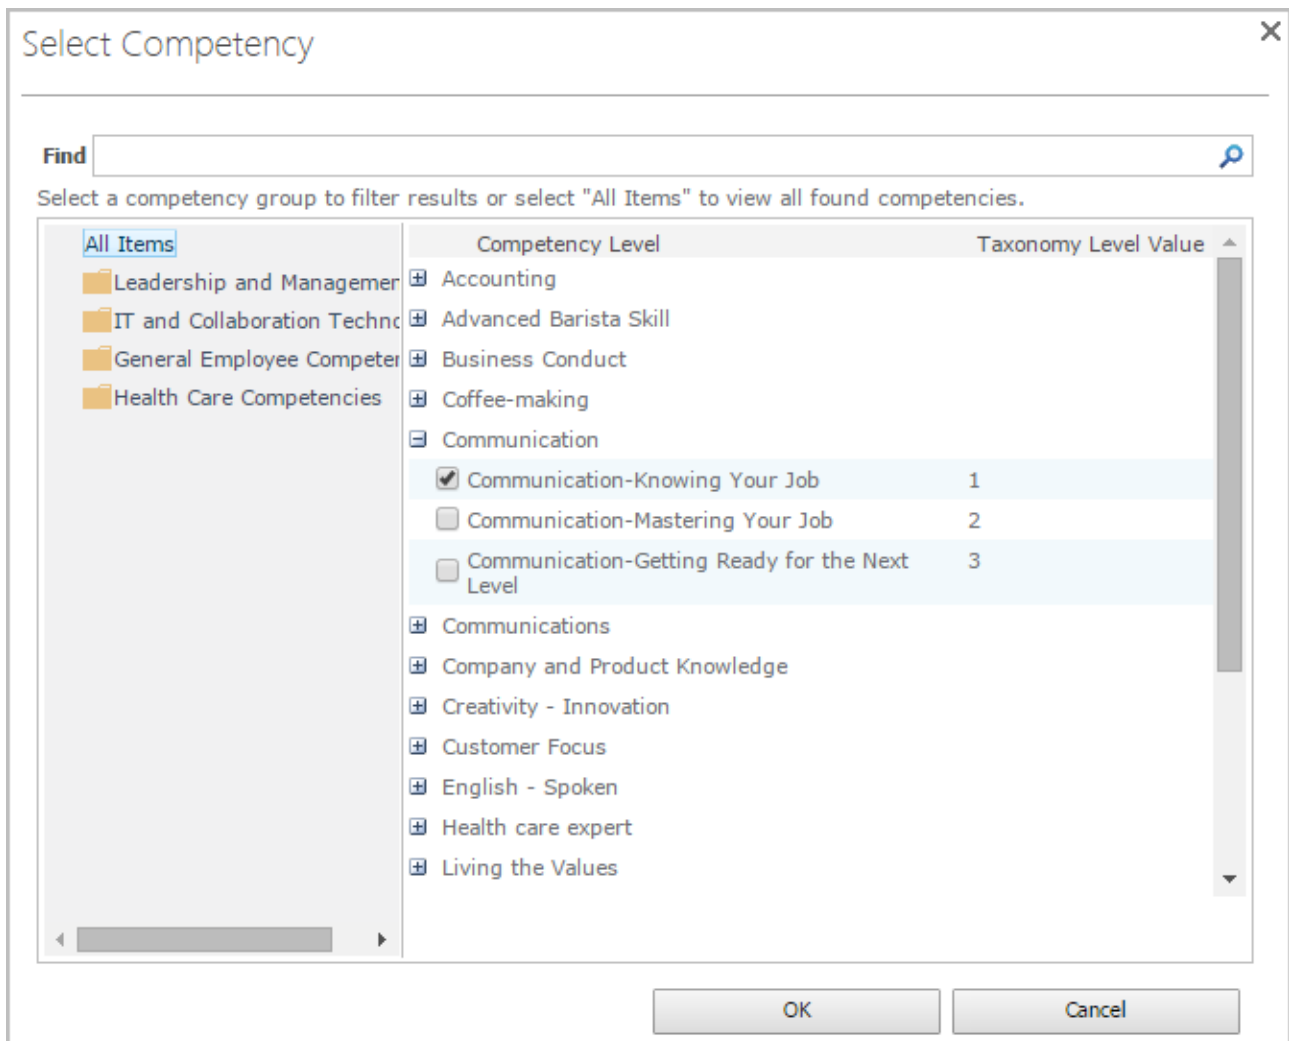 Select Competency
Find
Select a competency group to filter results or select "All Items" to view all found competencies.
All Items
Leadership and Managemen
IT and Collaboration Techno
General Employee Competen
Health Care Competencies
Competency Level Taxonomy Level Value
Accounting
Advanced Barista Skill
Business Conduct
Coffee-making
Communication
Communication-Knowing Your Job 1
Communication-Mastering Your Job 2
Communication-Getting Ready for the Next 3
Level
Communications
Company and Product Knowledge
Creativity - Innovation
Customer Focus
English - Spoken
Health care expert
Living the Values
OK Cancel